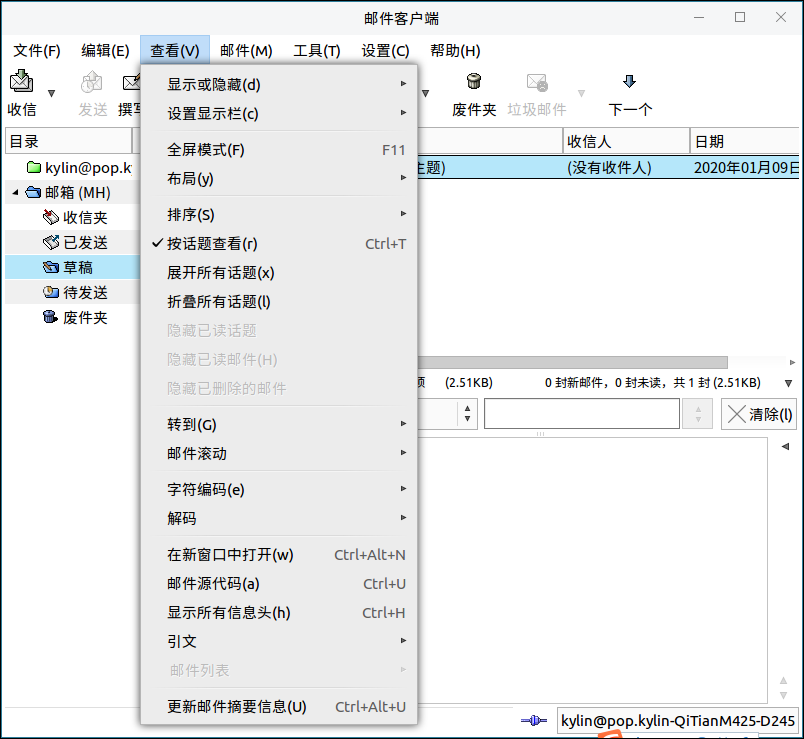 邮件客户端
文件(F) 编辑(E) 查看(V) 邮件(M) 工具(T) 设置(C) 帮助(H)
收信 发送 撰写 废件夹 垃圾邮件 下一个
目录 收信人 日期
kylin@pop.k
主题) (没有收件人) 2020年01月09日
邮箱 (MH)
收信夹
已发送
草稿
待发送
废件夹
显示或隐藏(d)
设置显示栏(c)
全屏模式(F) F11
布局(y)
排序(S)
按话题查看(r) Ctrl+T
展开所有话题(x)
折叠所有话题(l)
隐藏已读话题
隐藏已读邮件(H)
隐藏已删除的邮件
转到(G)
邮件滚动
字符编码(e)
解码
在新窗口中打开(w) Ctrl+Alt+N
邮件源代码(a) Ctrl+U
显示所有信息头(h) Ctrl+H
引文
邮件列表
更新邮件摘要信息(U) Ctrl+Alt+U
(2.51KB) 0 封新邮件，0 封未读，共 1 封 (2.51KB)
清除(l)
kylin@pop.kylin-QiTianM425-D245